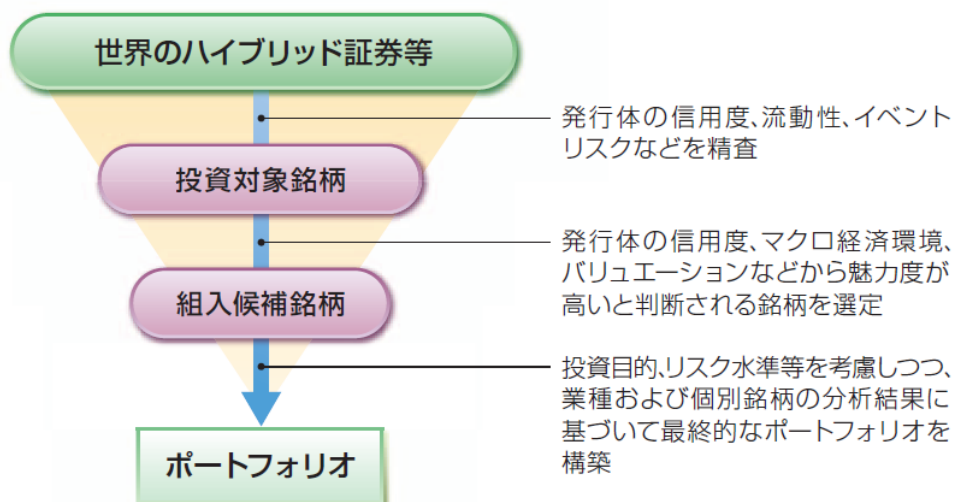 世界のハイブリッド証券等
発行体の信用度、流動性、イベント
リスクなどを精査
投資対象銘柄
発行体の信用度、マクロ経済環境、
バリュエーションなどから魅力度が
高いと判断される銘柄を選定
組入候補銘柄
投資目的、リスク水準等を考慮しつつ、
業種および個別銘柄の分析結果に
基づいて最終的なポートフォリオを
構築
ポートフォリオ